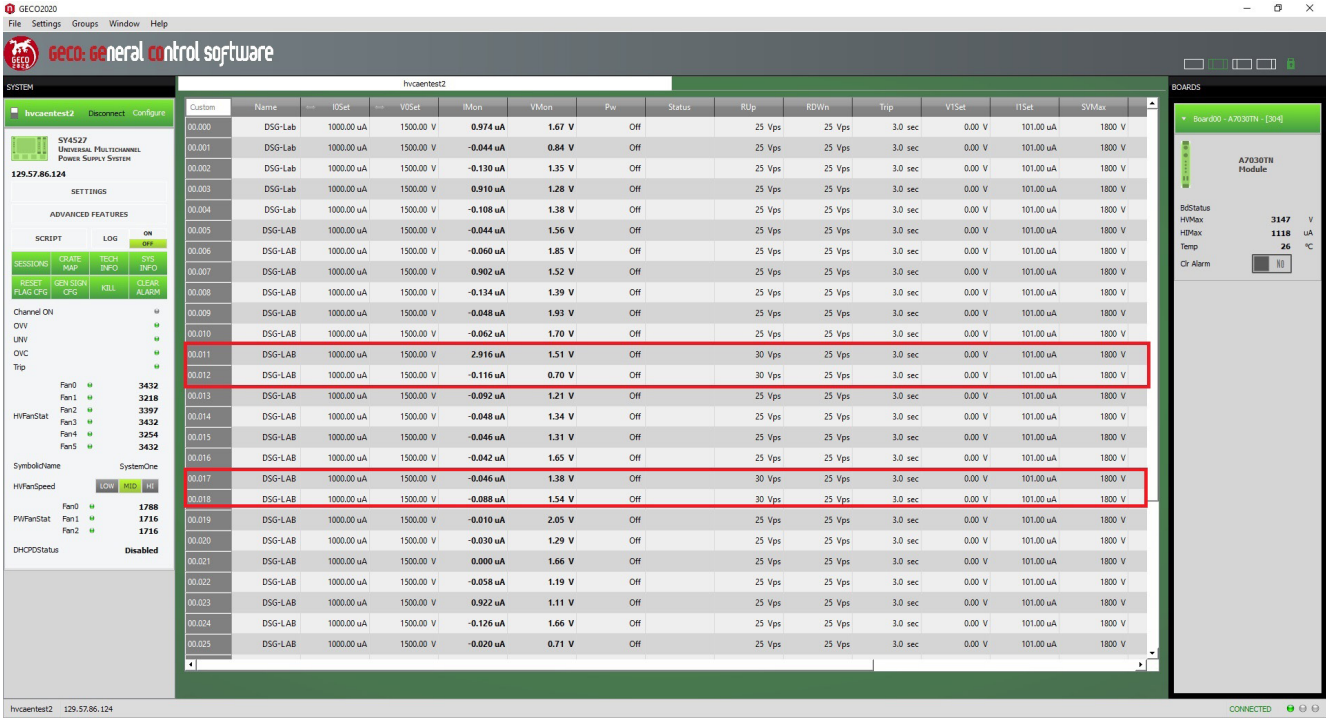 GECO2020
File Settings Groups Window Help
GECO 2020
Geco: General Control software
SYSTEM
hvcaentest2
BOARDS
hvcaentest2 Disconnect Configure
SY4527
Universal Multichannel
Power Supply System
129.57.86.124
SETTINGS
ADVANCED FEATURES
SCRIPT LOG ON OFF
SESSIONS CRATE MAP TECH INFO SYS INFO
RESET FLAG CFG GEN SIGN CFG KILL CLEAR ALARM
Channel ON
OVV
UNV
OVC
Trip
HVFanStat
Fan0 3432
Fan1 3218
Fan2 3397
Fan3 3432
Fan4 3254
Fan5 3432
SymbolicName SystemOne
HVFanSpeed LOW MID HI
PWFanStat
Fan0 1788
Fan1 1716
Fan2 1716
DHCPDStatus Disabled
Custom Name I0Set V0Set IMon VMon Pw Status RUp RDWn Trip V1Set I1Set SVMax
00.000 DSG-Lab 1000.00 uA 1500.00 V 0.974 uA 1.67 V Off 25 Vps 25 Vps 3.0 sec 0.00 V 101.00 uA 1800 V
00.001 DSG-Lab 1000.00 uA 1500.00 V -0.044 uA 0.84 V Off 25 Vps 25 Vps 3.0 sec 0.00 V 101.00 uA 1800 V
00.002 DSG-Lab 1000.00 uA 1500.00 V -0.130 uA 1.35 V Off 25 Vps 25 Vps 3.0 sec 0.00 V 101.00 uA 1800 V
00.003 DSG-Lab 1000.00 uA 1500.00 V 0.910 uA 1.28 V Off 25 Vps 25 Vps 3.0 sec 0.00 V 101.00 uA 1800 V
00.004 DSG-Lab 1000.00 uA 1500.00 V -0.108 uA 1.38 V Off 25 Vps 25 Vps 3.0 sec 0.00 V 101.00 uA 1800 V
00.005 DSG-LAB 1000.00 uA 1500.00 V -0.044 uA 1.56 V Off 25 Vps 25 Vps 3.0 sec 0.00 V 101.00 uA 1800 V
00.006 DSG-LAB 1000.00 uA 1500.00 V -0.060 uA 1.85 V Off 25 Vps 25 Vps 3.0 sec 0.00 V 101.00 uA 1800 V
00.007 DSG-LAB 1000.00 uA 1500.00 V 0.902 uA 1.52 V Off 25 Vps 25 Vps 3.0 sec 0.00 V 101.00 uA 1800 V
00.008 DSG-LAB 1000.00 uA 1500.00 V -0.134 uA 1.39 V Off 25 Vps 25 Vps 3.0 sec 0.00 V 101.00 uA 1800 V
00.009 DSG-LAB 1000.00 uA 1500.00 V -0.048 uA 1.93 V Off 25 Vps 25 Vps 3.0 sec 0.00 V 101.00 uA 1800 V
00.010 DSG-LAB 1000.00 uA 1500.00 V -0.062 uA 1.70 V Off 25 Vps 25 Vps 3.0 sec 0.00 V 101.00 uA 1800 V
00.011 DSG-LAB 1000.00 uA 1500.00 V 2.916 uA 1.51 V Off 30 Vps 25 Vps 3.0 sec 0.00 V 101.00 uA 1800 V
00.012 DSG-LAB 1000.00 uA 1500.00 V -0.116 uA 0.70 V Off 30 Vps 25 Vps 3.0 sec 0.00 V 101.00 uA 1800 V
00.013 DSG-LAB 1000.00 uA 1500.00 V -0.092 uA 1.21 V Off 25 Vps 25 Vps 3.0 sec 0.00 V 101.00 uA 1800 V
00.014 DSG-LAB 1000.00 uA 1500.00 V -0.048 uA 1.34 V Off 25 Vps 25 Vps 3.0 sec 0.00 V 101.00 uA 1800 V
00.015 DSG-LAB 1000.00 uA 1500.00 V -0.046 uA 1.31 V Off 25 Vps 25 Vps 3.0 sec 0.00 V 101.00 uA 1800 V
00.016 DSG-LAB 1000.00 uA 1500.00 V -0.042 uA 1.65 V Off 25 Vps 25 Vps 3.0 sec 0.00 V 101.00 uA 1800 V
00.017 DSG-LAB 1000.00 uA 1500.00 V -0.046 uA 1.38 V Off 30 Vps 25 Vps 3.0 sec 0.00 V 101.00 uA 1800 V
00.018 DSG-LAB 1000.00 uA 1500.00 V -0.088 uA 1.54 V Off 30 Vps 25 Vps 3.0 sec 0.00 V 101.00 uA 1800 V
00.019 DSG-LAB 1000.00 uA 1500.00 V -0.010 uA 2.05 V Off 25 Vps 25 Vps 3.0 sec 0.00 V 101.00 uA 1800 V
00.020 DSG-LAB 1000.00 uA 1500.00 V -0.030 uA 1.29 V Off 25 Vps 25 Vps 3.0 sec 0.00 V 101.00 uA 1800 V
00.021 DSG-LAB 1000.00 uA 1500.00 V 0.000 uA 1.66 V Off 25 Vps 25 Vps 3.0 sec 0.00 V 101.00 uA 1800 V
00.022 DSG-LAB 1000.00 uA 1500.00 V -0.058 uA 1.19 V Off 25 Vps 25 Vps 3.0 sec 0.00 V 101.00 uA 1800 V
00.023 DSG-LAB 1000.00 uA 1500.00 V 0.922 uA 1.11 V Off 25 Vps 25 Vps 3.0 sec 0.00 V 101.00 uA 1800 V
00.024 DSG-LAB 1000.00 uA 1500.00 V -0.126 uA 1.66 V Off 25 Vps 25 Vps 3.0 sec 0.00 V 101.00 uA 1800 V
00.025 DSG-LAB 1000.00 uA 1500.00 V -0.020 uA 0.71 V Off 25 Vps 25 Vps 3.0 sec 0.00 V 101.00 uA 1800 V
Board00 - A7030TN - [304]
A7030TN
Module
BdStatus
HVMax 3147 V
HIMax 1118 uA
Temp 26 °C
Clr Alarm NO
hvcaentest2 129.57.86.124
CONNECTED